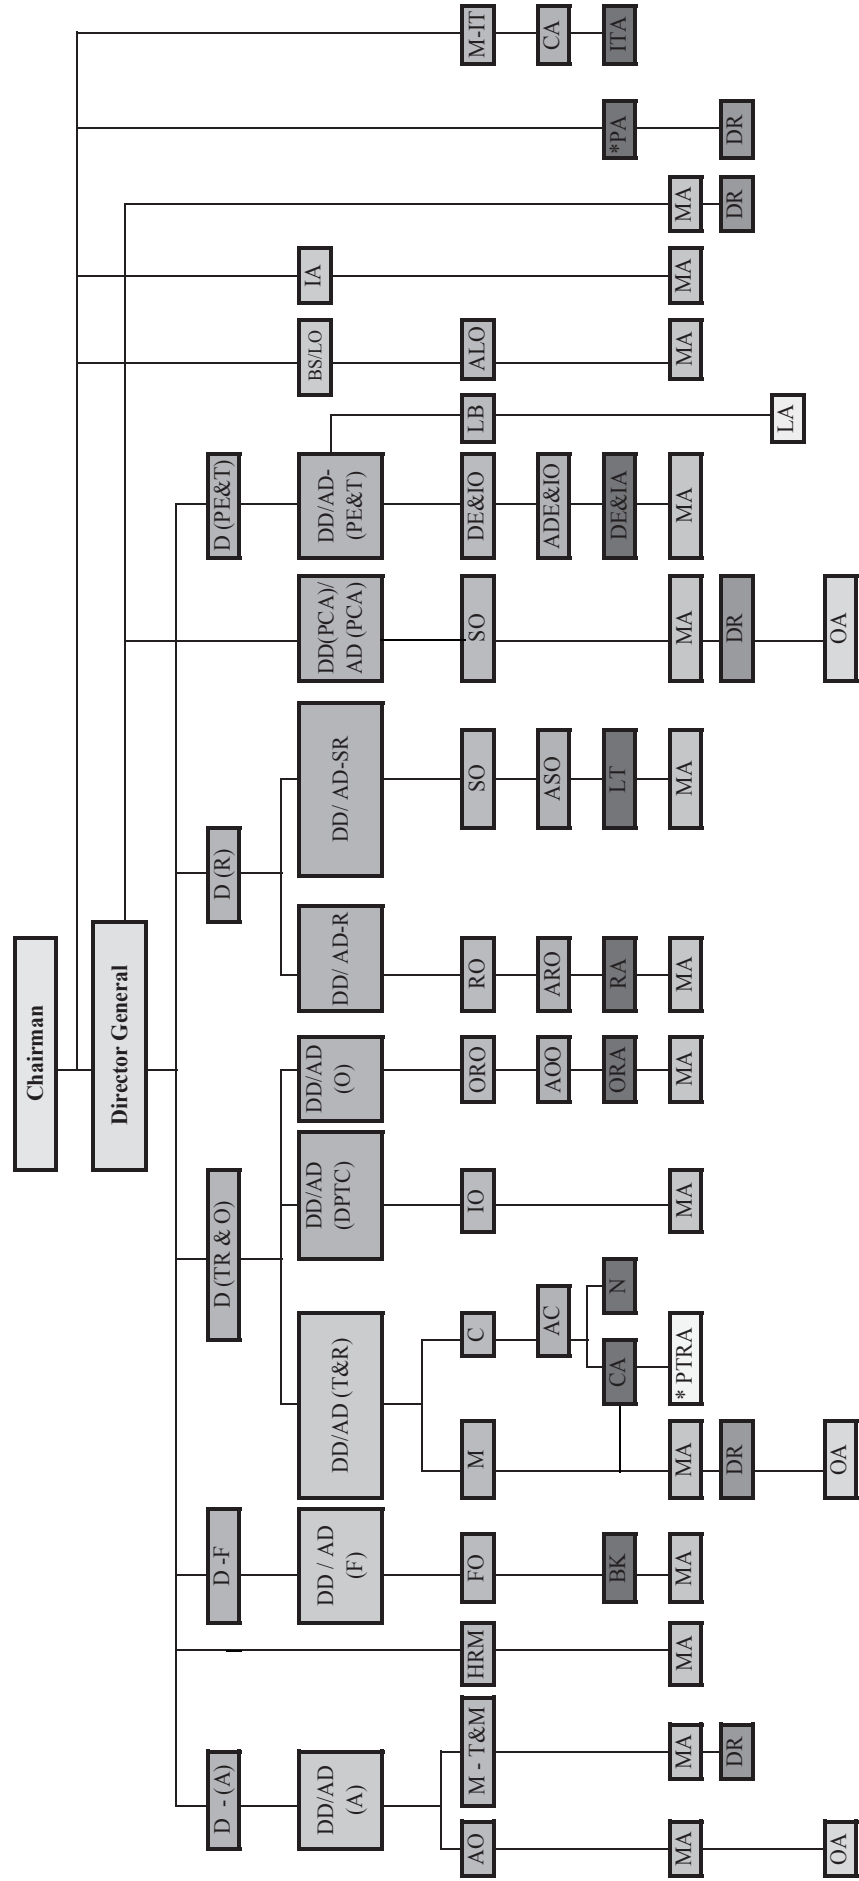 Chairman
Director General
D - (A)
D -F
D (TR & O)
D (R)
D (PE&T)
DD/AD
(A)
DD / AD
(F)
DD/AD (T&R)
DD/AD
(DPTC)
DD/AD
(O)
DD/ AD-R
DD/ AD-SR
DD(PCA)/
AD (PCA)
DD/AD-
(PE&T)
BS/LO
IA
AO
M - T&M
HRM
FO
M
C
IO
ORO
RO
SO
SO
DE&IO
LB
ALO
M-IT
AC
AOO
ARO
ASO
ADE&IO
CA
BK
CA
N
ORA
RA
LT
DE&IA
*PA
ITA
MA
MA
MA
MA
MA
* PTRA
MA
MA
MA
MA
MA
MA
MA
MA
MA
DR
DR
DR
DR
DR
LA
OA
OA
OA